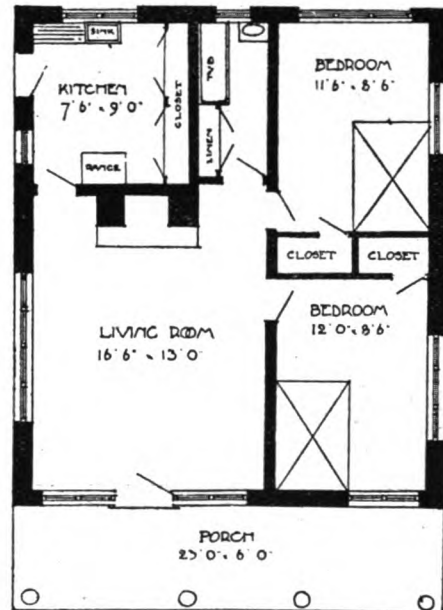 SINK
KITCHEN
7'6" x 9'0"
CLOSET
TUB
LINEN
RANGE
BEDROOM
11'6" x 8'6"
CLOSET
CLOSET
LIVING ROOM
16'6" x 13'0"
BEDROOM
12'0" x 8'6"
PORCH
23'0" x 6'0"